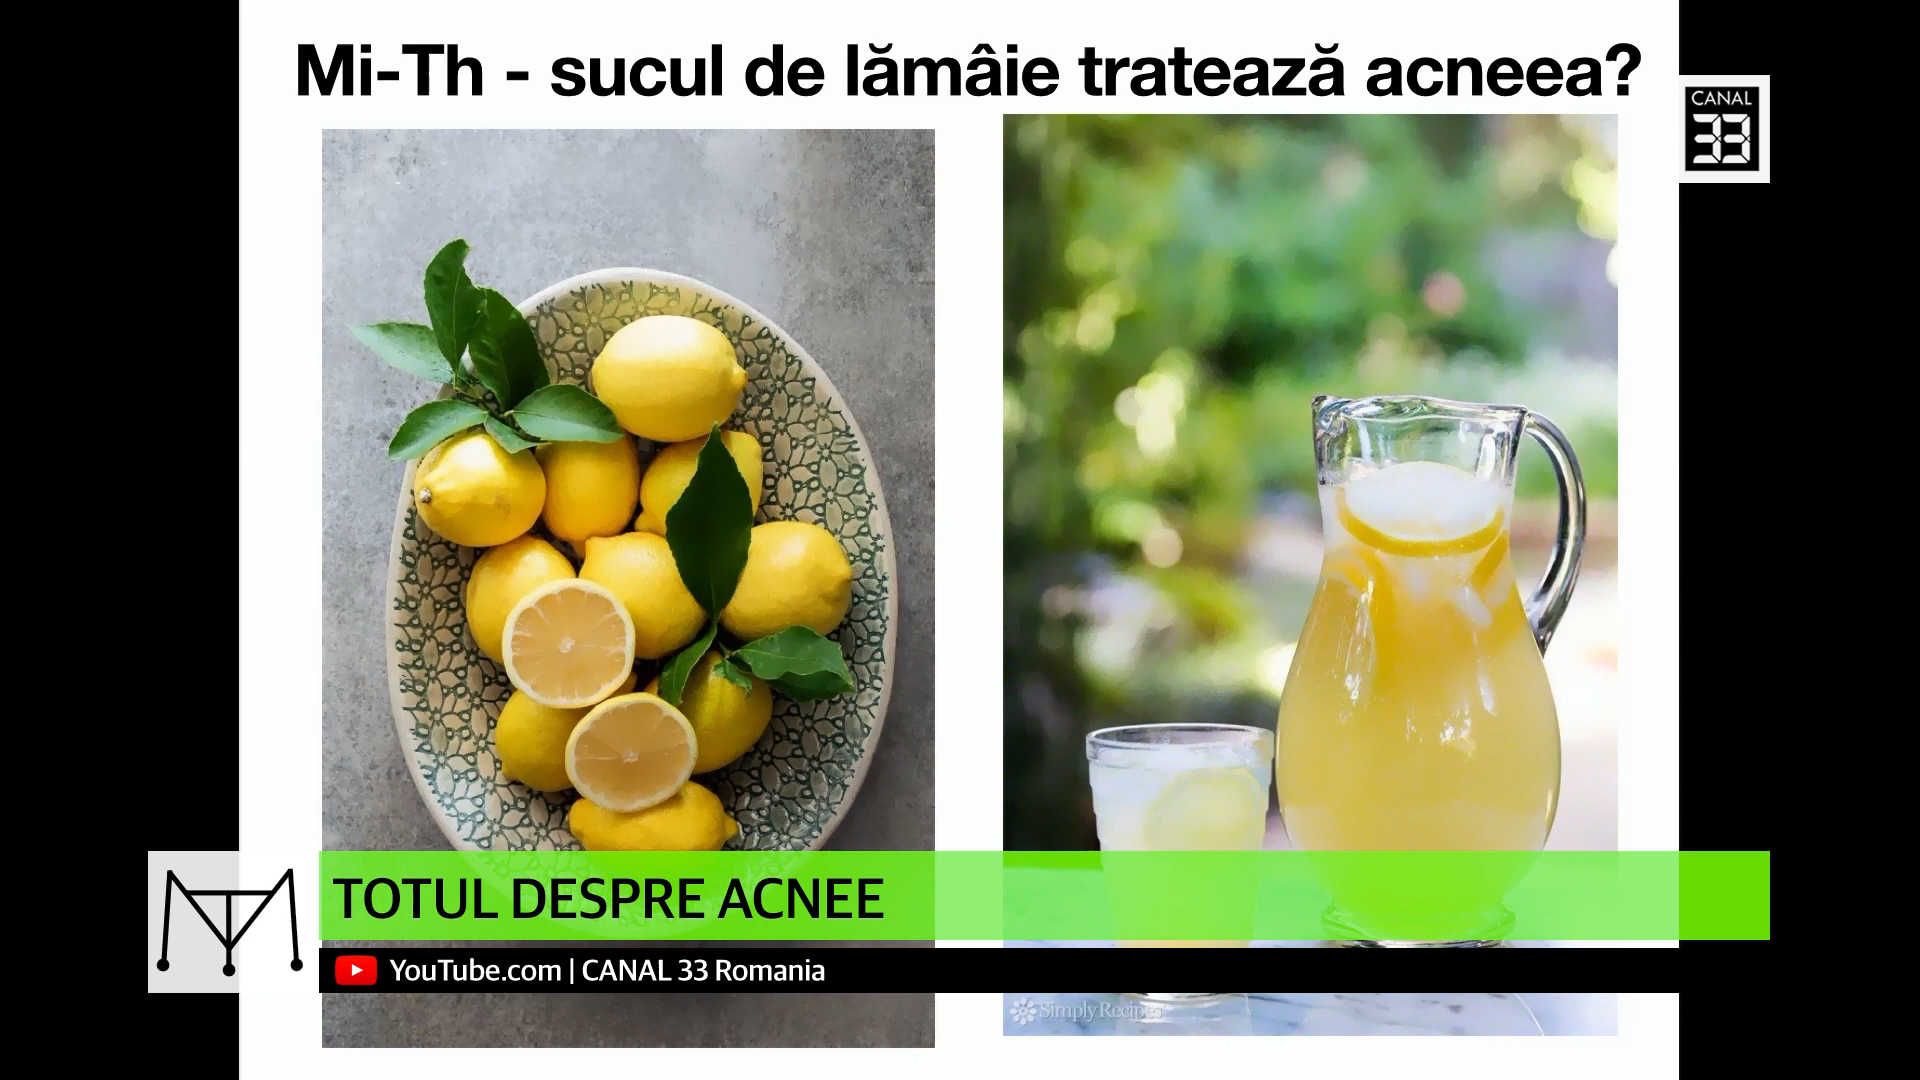 Mi-Th - sucul de lămâie tratează acneea?
CANAL
33
TOTUL DESPRE ACNEE
YouTube.com | CANAL 33 Romania
SimplyRecipes